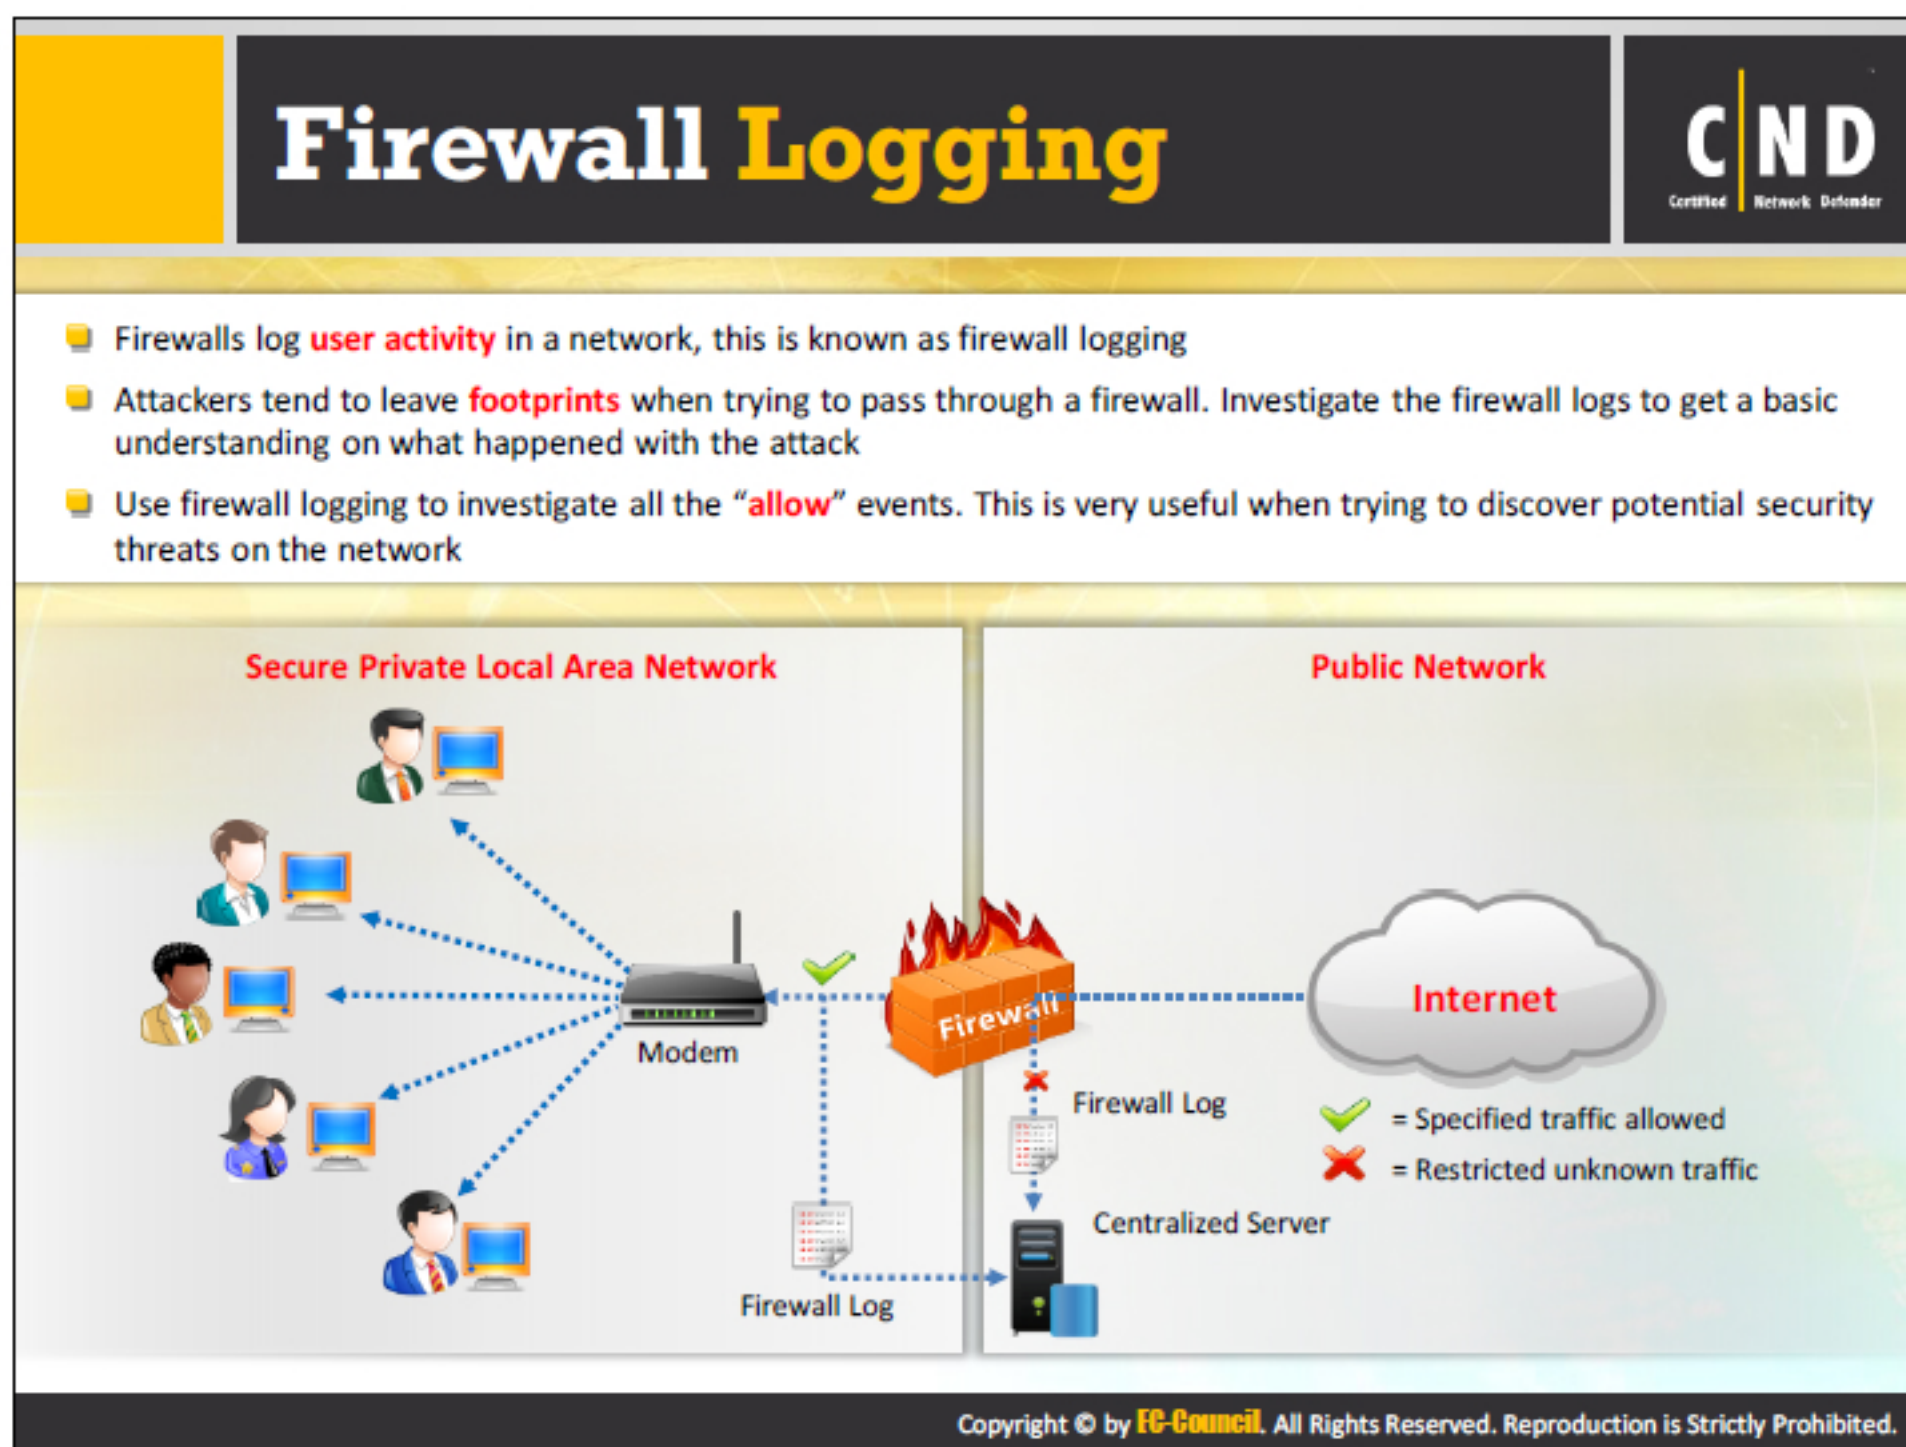 Firewall Logging
C|ND
Certified Network Defender
Firewalls log user activity in a network, this is known as firewall logging
Attackers tend to leave footprints when trying to pass through a firewall. Investigate the firewall logs to get a basic
understanding on what happened with the attack
Use firewall logging to investigate all the “allow” events. This is very useful when trying to discover potential security
threats on the network
Secure Private Local Area Network
Public Network
Firewall
Internet
Modem
Firewall Log
= Specified traffic allowed
= Restricted unknown traffic
Centralized Server
Firewall Log
Copyright © by EC-Council. All Rights Reserved. Reproduction is Strictly Prohibited.